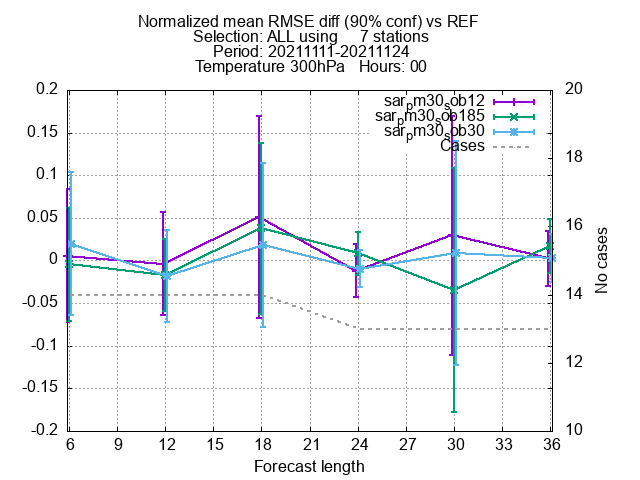 Normalized mean RMSE diff (90% conf) vs REF
Selection: ALL using 7 stations
Period: 20211111-20211124
Temperature 300hPa Hours: 00
sar_pm30_sob12
sar_pm30_sob185
sar_pm30_sob30
Cases
0.2
0.15
0.1
0.05
0
-0.05
-0.1
-0.15
-0.2
20
18
16
14
12
10
No cases
6 9 12 15 18 21 24 27 30 33 36
Forecast length